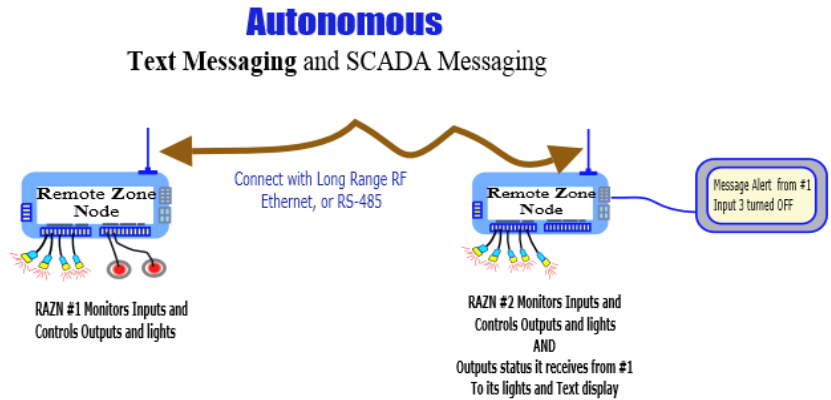 Autonomous
Text Messaging and SCADA Messaging
Connect with Long Range RF
Ethernet, or RS-485
Remote Zone
Node
Remote Zone
Node
Message Alert from #1
Input 3 turned OFF
RAZN #1 Monitors Inputs and
Controls Outputs and lights
RAZN #2 Monitors Inputs and
Controls Outputs and lights
AND
Outputs status it receives from #1
To its lights and Text display